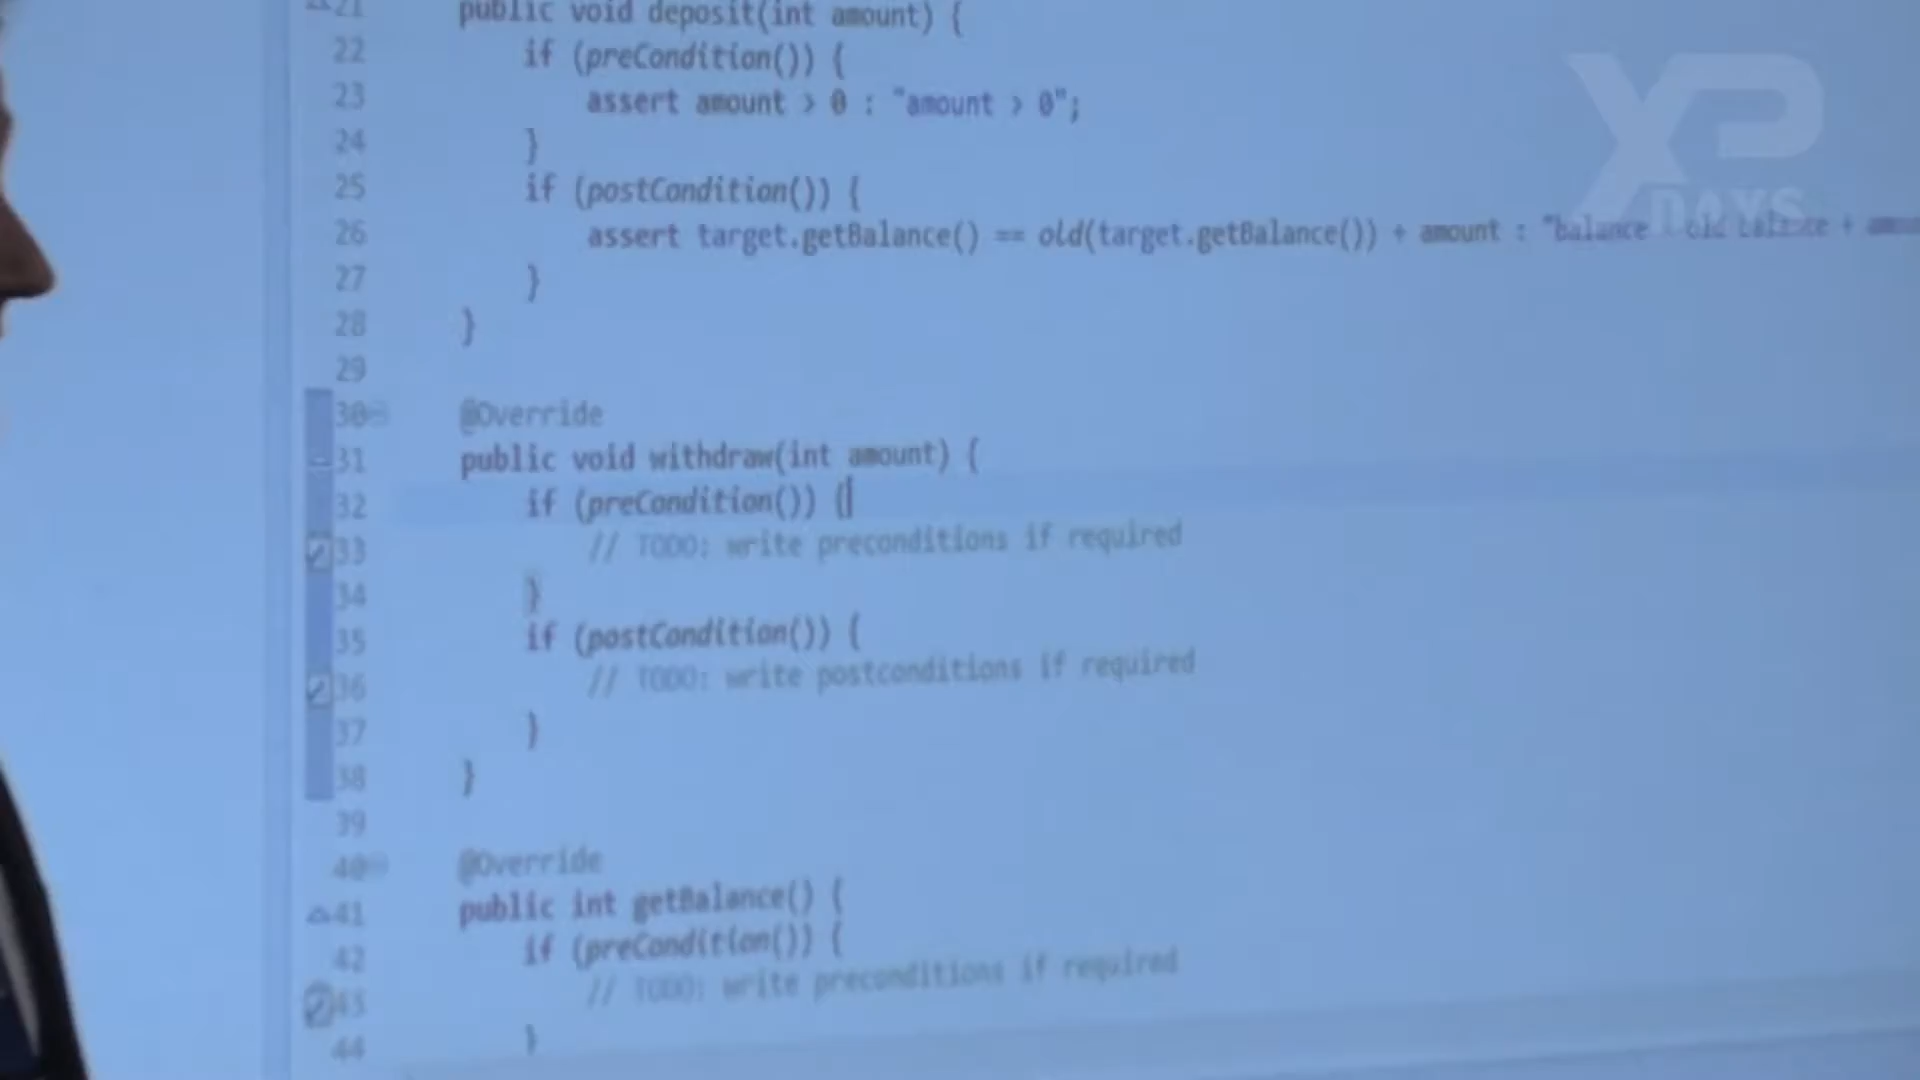 21 public void deposit(int amount) {
22 if (preCondition()) {
23 assert amount > 0 : "amount > 0";
24 }
25 if (postCondition()) {
26 assert target.getBalance() == old(target.getBalance()) + amount : "balance old balance +
27 }
28 }
29
30 @Override
31 public void withdraw(int amount) {
32 if (preCondition()) {
33 // TODO: write preconditions if required
34 }
35 if (postCondition()) {
36 // TODO: write postconditions if required
37 }
38 }
39
40 @Override
41 public int getBalance() {
42 if (preCondition()) {
43 // TODO: write preconditions if required
44 }
XP
DAYS